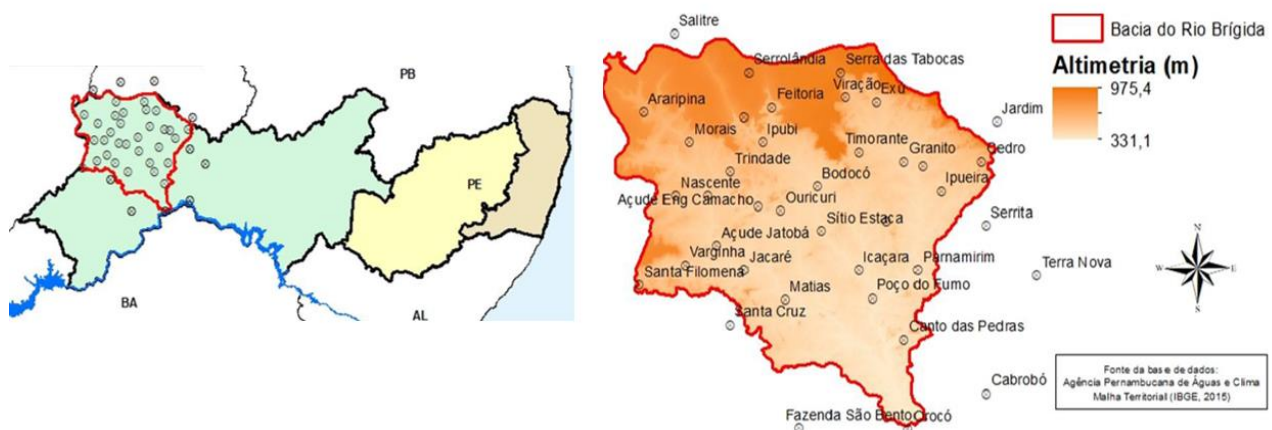 PB
PE
BA
AL
Salitre
Serrolândia
Serra das Tabocas
Viração
Exú
Araripina
Feitoria
Jardim
Morais
Ipubi
Timorante
Granito
Cedro
Trindade
Bodocó
Ipueira
Nascente
Açude Eng Camacho
Ouricuri
Sítio Estaca
Serrita
Açude Jatobá
Varginha
Jacaré
Icaçara
Parnamirim
Terra Nova
Santa Filomena
Matias
Poço do Fumo
Santa Cruz
Canto das Pedras
Cabrobó
Fazenda São Bento
Crocó
Bacia do Rio Brígida
Altimetria (m)
975,4
331,1
N
W
E
S
Fonte da base de dados:
Agência Pernambucana de Águas e Clima
Malha Territorial (IBGE, 2015)